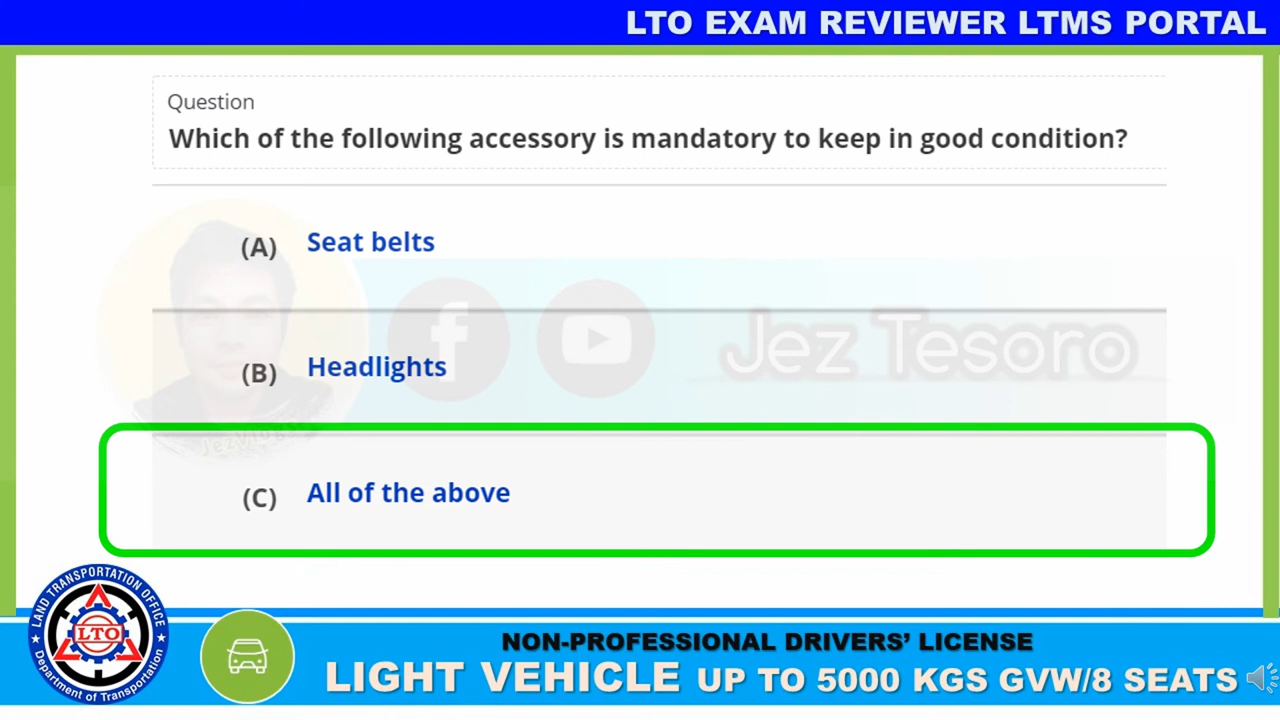 LTO EXAM REVIEWER LTMS PORTAL
Question
Which of the following accessory is mandatory to keep in good condition?
(A) Seat belts
(B) Headlights
Jez Tesoro
JezVlogs
(C) All of the above
LAND TRANSPORTATION OFFICE
LTO
Department of Transportation
NON-PROFESSIONAL DRIVERS’ LICENSE
LIGHT VEHICLE UP TO 5000 KGS GVW/8 SEATS